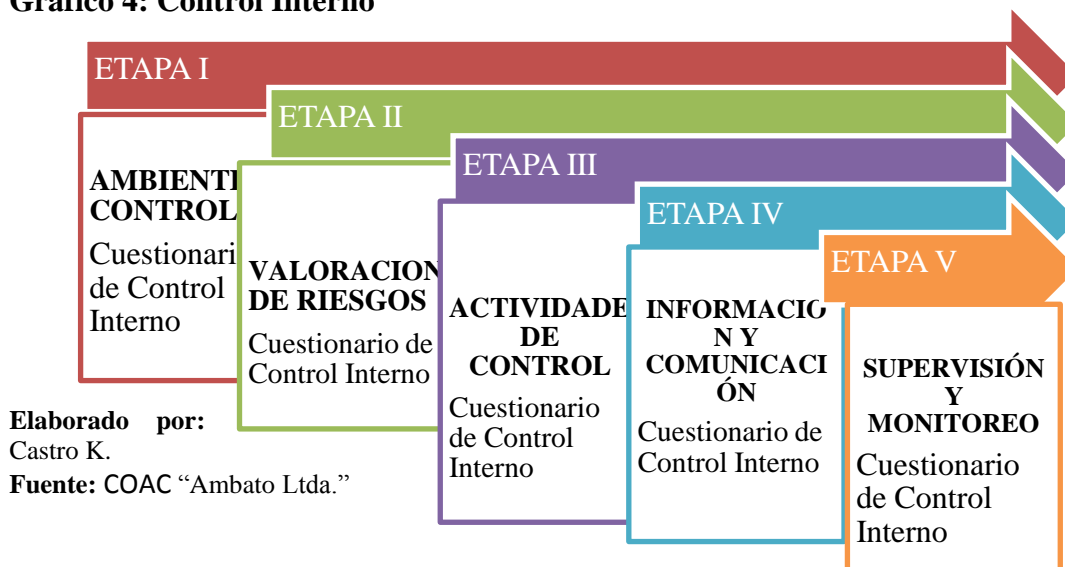 Gráfico 4: Control Interno
ETAPA I
AMBIENT
CONTROL
Cuestionari
de Control
Interno
ETAPA II
VALORACION
DE RIESGOS
Cuestionario de
Control Interno
ETAPA III
ACTIVIDADE
DE
CONTROL
Cuestionario
de Control
Interno
ETAPA IV
INFORMACIO
N Y
COMUNICACI
ÓN
Cuestionario de
Control Interno
ETAPA V
SUPERVISIÓN
Y
MONITOREO
Cuestionario
de Control
Interno
Elaborado por:
Castro K.
Fuente: COAC “Ambato Ltda.”